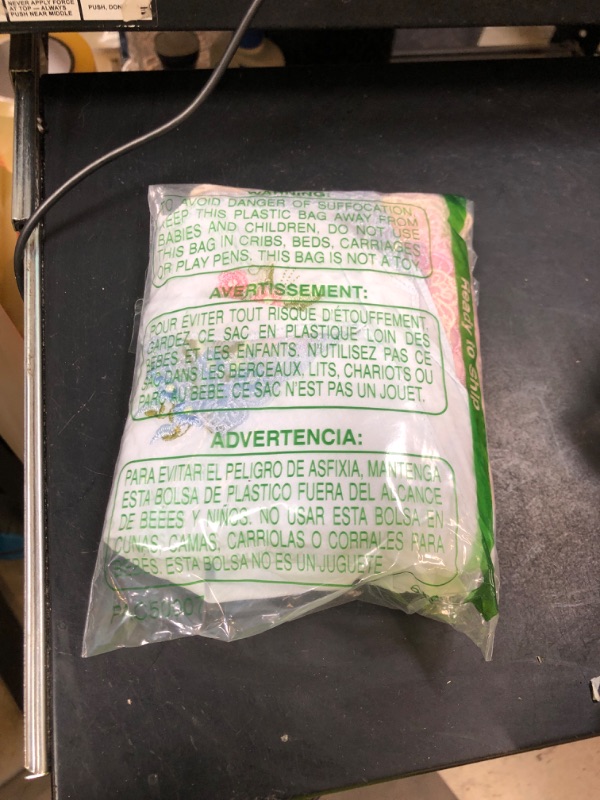 NEVER APPLY FORCE
AT TOP — ALWAYS
PUSH NEAR MIDDLE
PUSH, DON
WARNING:
TO AVOID DANGER OF SUFFOCATION,
KEEP THIS PLASTIC BAG AWAY FROM
BABIES AND CHILDREN, DO NOT USE
THIS BAG IN CRIBS, BEDS, CARRIAGES
OR PLAY PENS. THIS BAG IS NOT A TOY
AVERTISSEMENT:
POUR ÉVITER TOUT RISQUE D'ÉTOUFFEMENT
GARDEZ CE SAC EN PLASTIQUE LOIN DES
BÉBÉS ET LES ENFANTS. N'UTILISEZ PAS CE
SAC DANS LES BERCEAUX, LITS, CHARIOTS OU
PARC AU BÉBÉ. CE SAC N'EST PAS UN JOUET.
ADVERTENCIA:
PARA EVITAR EL PELIGRO DE ASFIXIA, MANTENGA
ESTA BOLSA DE PLÁSTICO FUERA DEL ALCANCE
DE BEBÉS Y NIÑOS. NO USAR ESTA BOLSA EN
CUNAS, CAMAS, CARRIOLAS O CORRALES PARA
BEBÉS. ESTA BOLSA NO ES UN JUGUETE
Ready to Ship